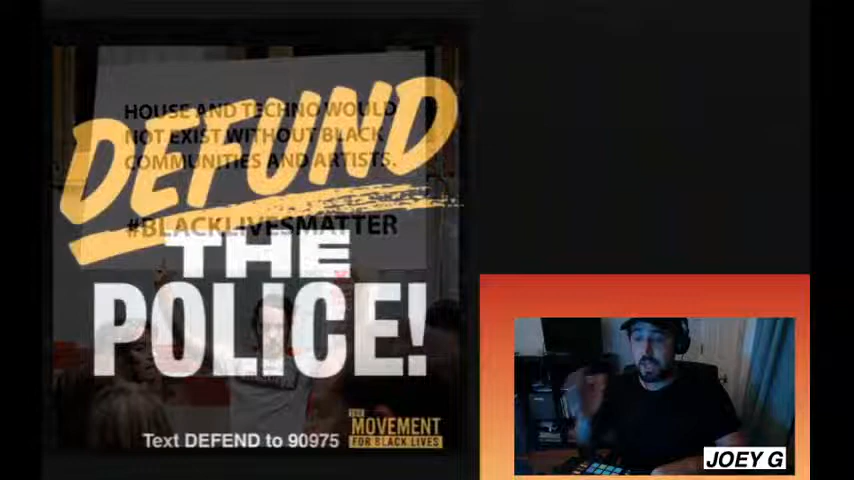 HOUSE AND TECHNO WOULD
NOT EXIST WITHOUT BLACK
COMMUNITIES AND ARTISTS.
#BLACKLIVESMATTER
DEFUND
THE
POLICE!
Text DEFEND to 90975
MOVEMENT
FOR BLACK LIVES
JOEY G